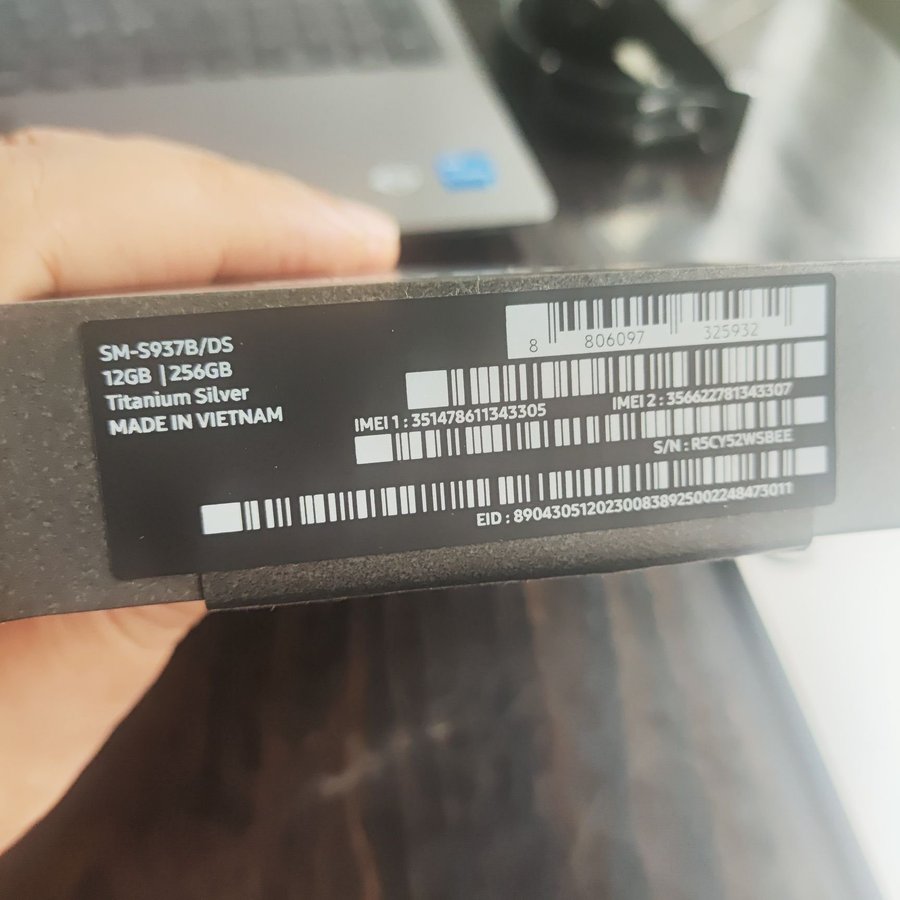 SM-S937B/DS
12GB | 256GB
Titanium Silver
MADE IN VIETNAM
8 806097 325932
IMEI 1 : 351478611343305
IMEI 2 : 356622781343307
S/N : R5CY52WSBEE
EID : 89043051202300838925002248473011